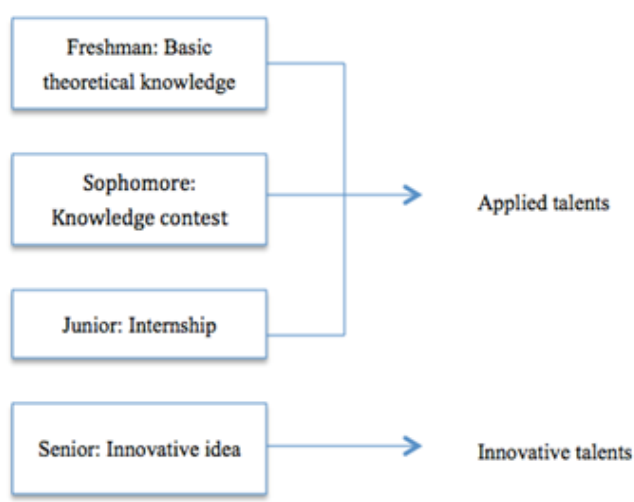 Freshman: Basic
theoretical knowledge
Sophomore:
Knowledge contest
Applied talents
Junior: Internship
Senior: Innovative idea
Innovative talents